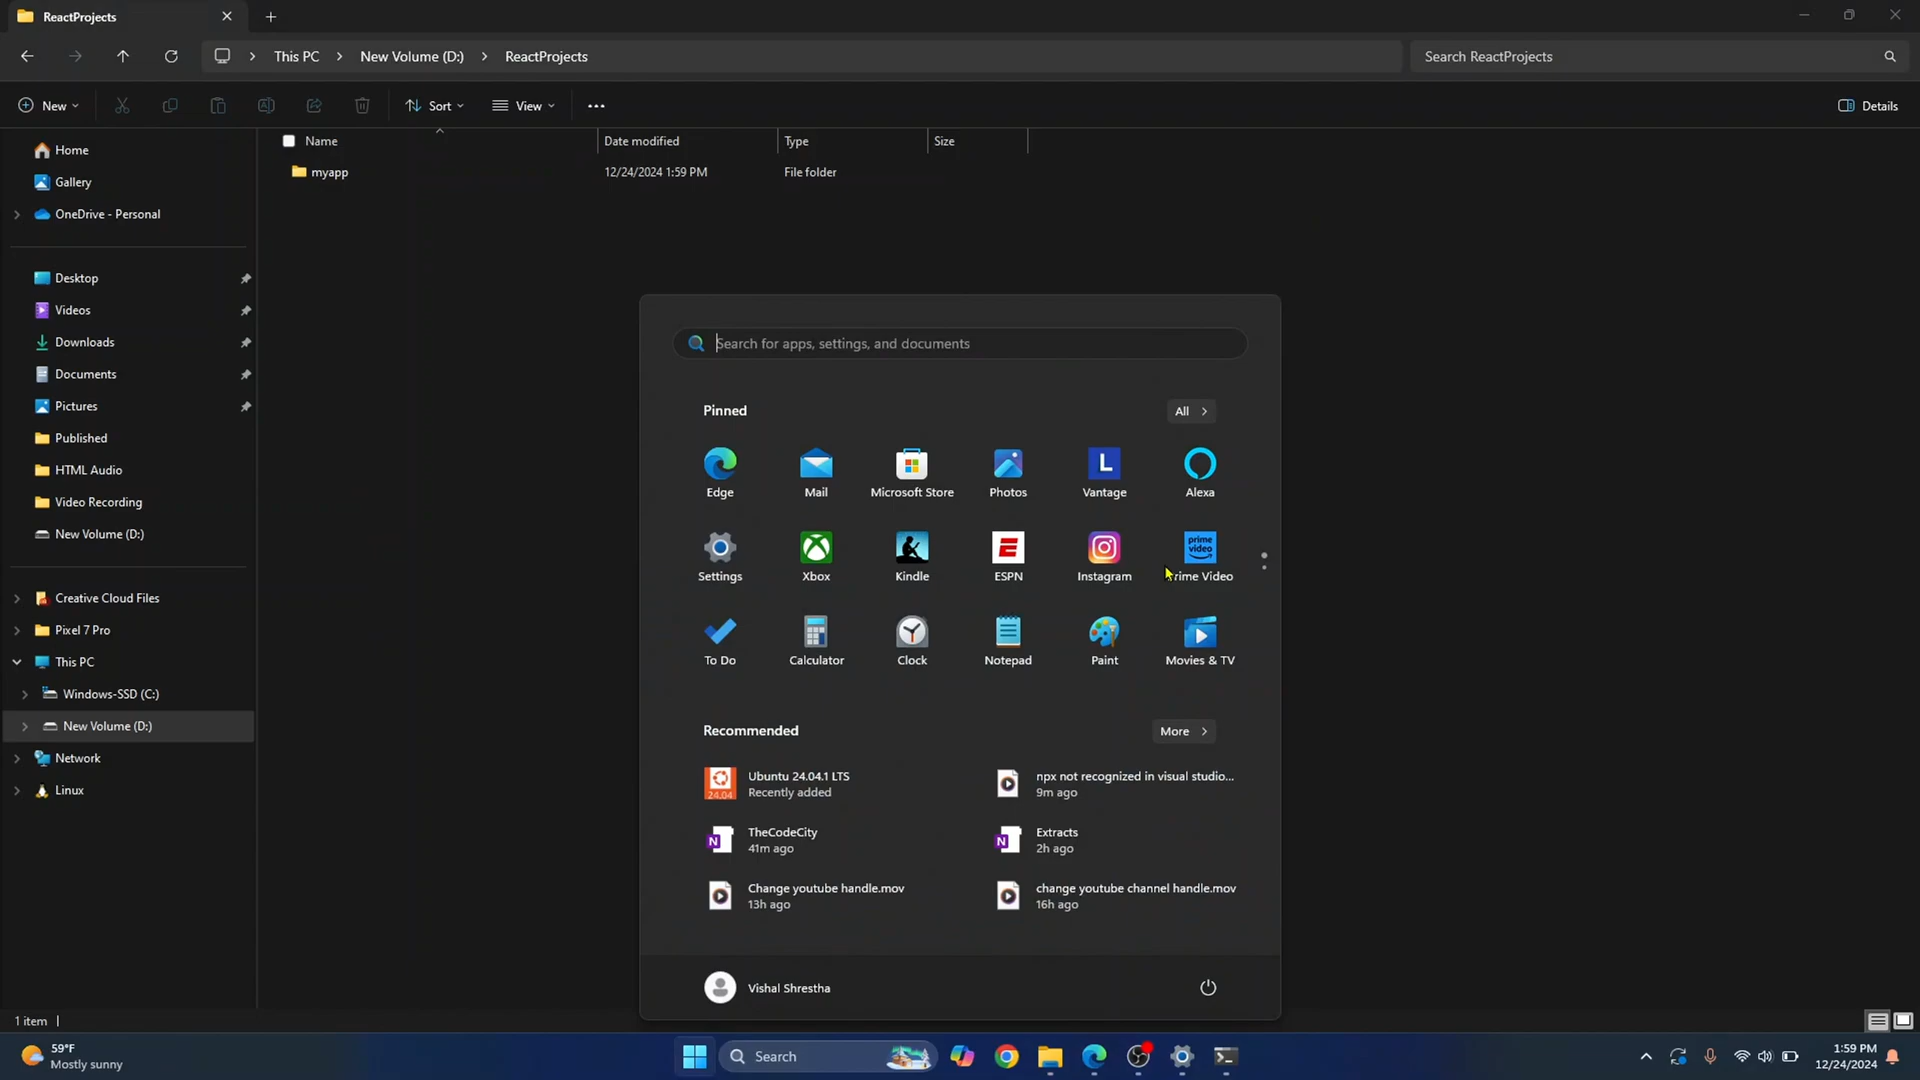 ReactProjects
This PC
New Volume (D:)
ReactProjects
Search ReactProjects
New
Sort
View
Details
Name
Date modified
Type
Size
myapp
12/24/2024 1:59 PM
File folder
Home
Gallery
OneDrive - Personal
Desktop
Videos
Downloads
Documents
Pictures
Published
HTML Audio
Video Recording
New Volume (D:)
Creative Cloud Files
Pixel 7 Pro
This PC
Windows-SSD (C:)
New Volume (D:)
Network
Linux
Search for apps, settings, and documents
Pinned
All
Edge
Mail
Microsoft Store
Photos
L
Vantage
Alexa
Settings
Xbox
Kindle
E
ESPN
Instagram
prime video
Prime Video
To Do
Calculator
Clock
Notepad
Paint
Movies & TV
Recommended
More
24.04
Ubuntu 24.04.1 LTS
Recently added
npx not recognized in visual studio...
9m ago
N
TheCodeCity
41m ago
N
Extracts
2h ago
Change youtube handle.mov
13h ago
change youtube channel handle.mov
16h ago
Vishal Shrestha
1 item
59°F
Mostly sunny
Search
1:59 PM
12/24/2024